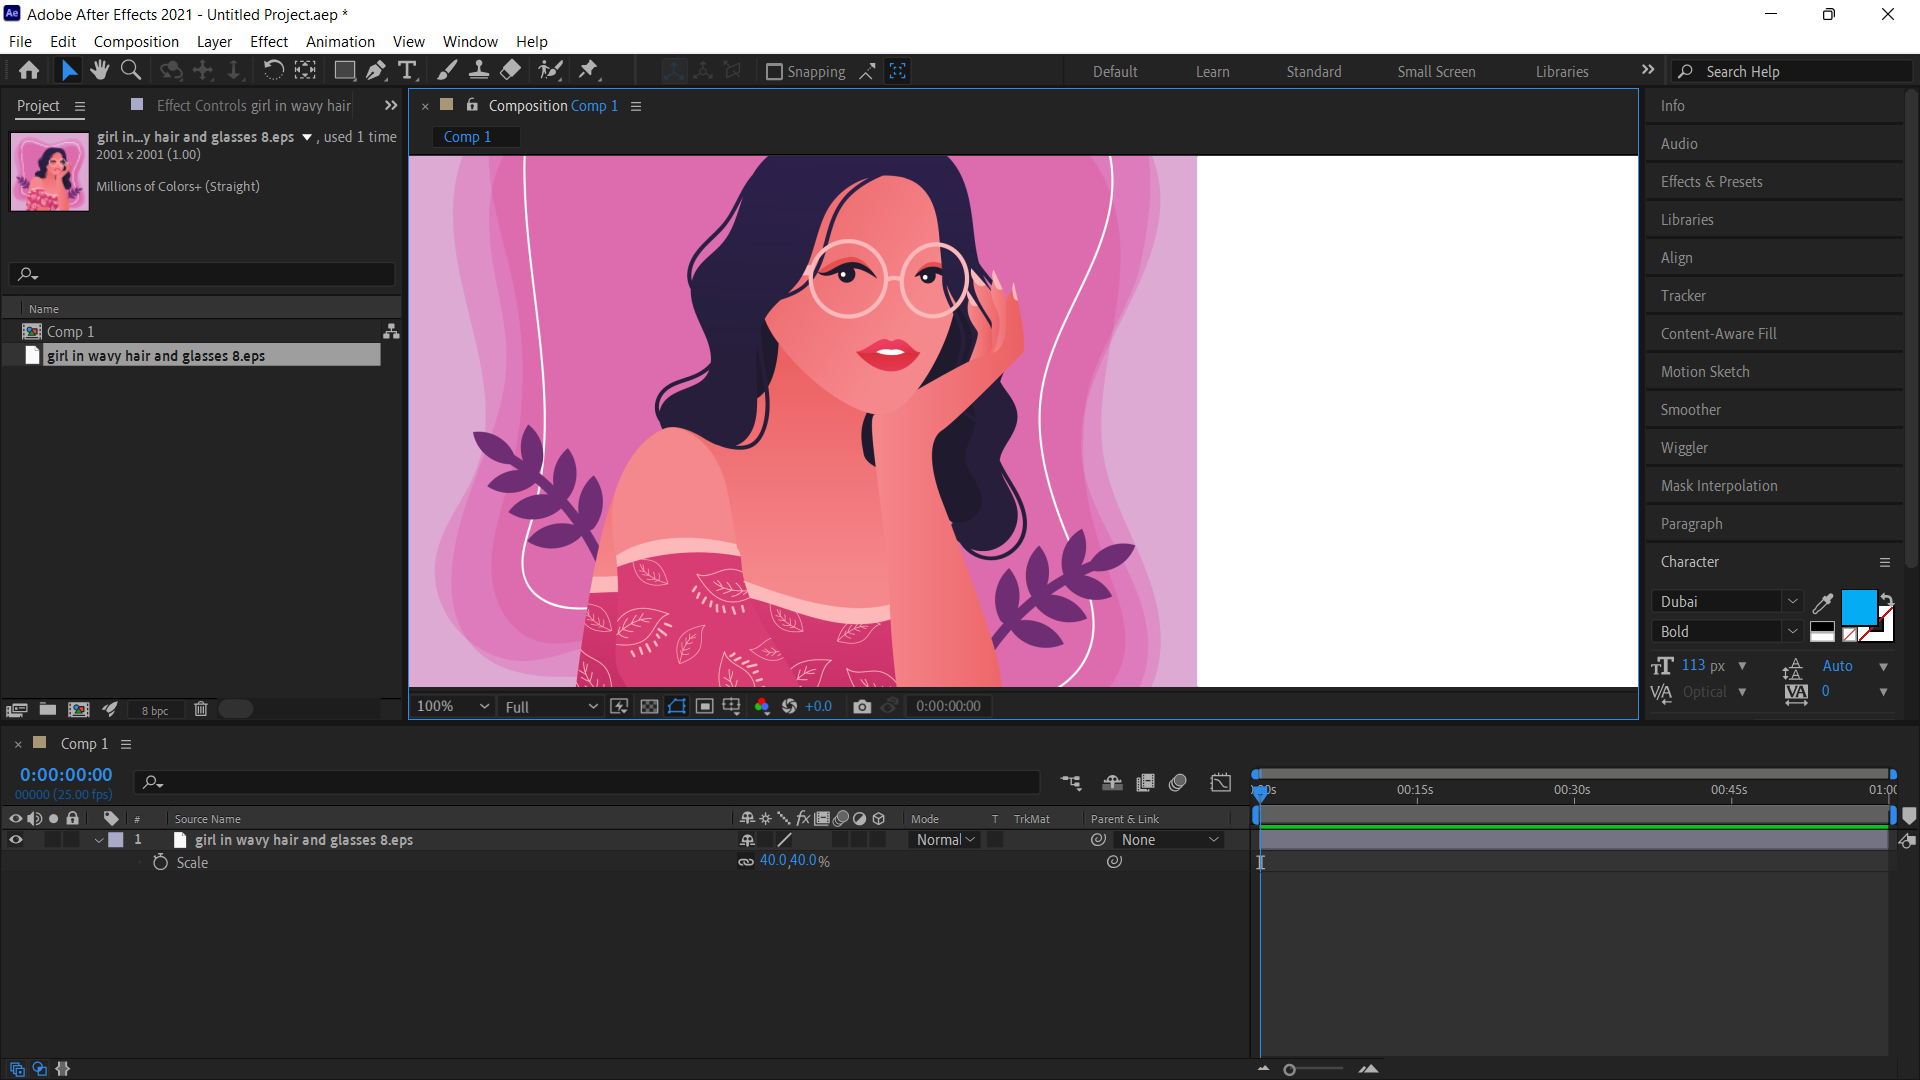 Ae Adobe After Effects 2021 - Untitled Project.aep *
File Edit Composition Layer Effect Animation View Window Help
Snapping Default Learn Standard Small Screen Libraries Search Help
Project Effect Controls girl in wavy hair
Composition Comp 1
Info
girl in...y hair and glasses 8.eps , used 1 time
Comp 1
2001 x 2001 (1.00)
Audio
Millions of Colors+ (Straight)
Effects & Presets
Libraries
Align
Tracker
Name
Comp 1
Content-Aware Fill
girl in wavy hair and glasses 8.eps
Motion Sketch
Smoother
Wiggler
Mask Interpolation
Paragraph
Character
Dubai
Bold
113 px Auto
Optical 0
8 bpc
100% Full +0.0 0:00:00:00
Comp 1
0:00:00:00
00000 (25.00 fps)
00:15s 00:30s 00:45s 01:00
# Source Name Mode T TrkMat Parent & Link
1 girl in wavy hair and glasses 8.eps Normal None
Scale 40.0,40.0%